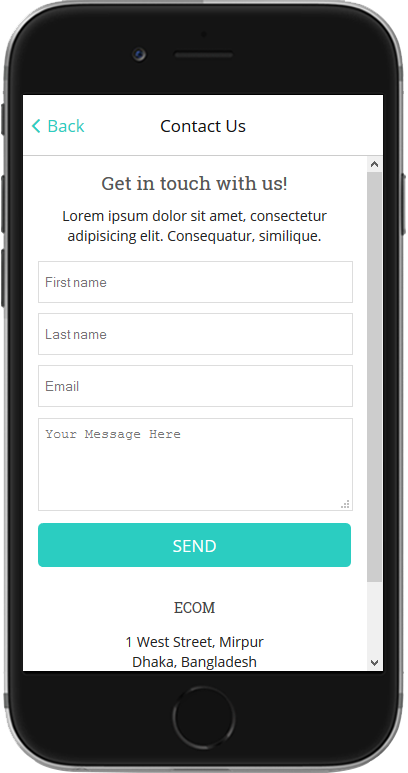 Back
Contact Us
Get in touch with us!
Lorem ipsum dolor sit amet, consectetur
adipisicing elit. Consequatur, similique.
First name
Last name
Email
Your Message Here
SEND
ECOM
1 West Street, Mirpur
Dhaka, Bangladesh